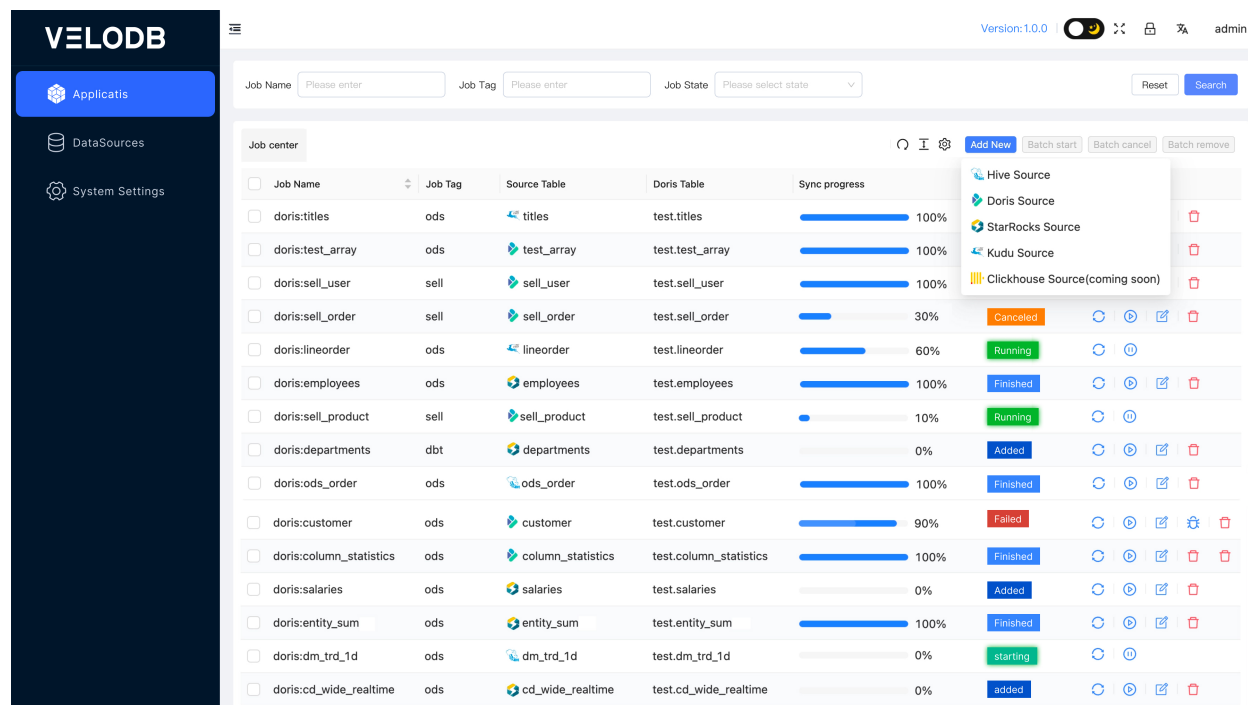 VELODB
Version:1.0.0 admin
Applicatis
DataSources
System Settings
Job Name Please enter Job Tag Please enter Job State Please select state Reset Search
Job center Add New Batch start Batch cancel Batch remove
Hive Source
Doris Source
StarRocks Source
Kudu Source
Clickhouse Source(coming soon)
Job Name Job Tag Source Table Doris Table Sync progress
doris:titles ods titles test.titles 100%
doris:test_array ods test_array test.test_array 100%
doris:sell_user sell sell_user test.sell_user 100%
doris:sell_order sell sell_order test.sell_order 30% Canceled
doris:lineorder ods lineorder test.lineorder 60% Running
doris:employees ods employees test.employees 100% Finished
doris:sell_product sell sell_product test.sell_product 10% Running
doris:departments dbt departments test.departments 0% Added
doris:ods_order ods ods_order test.ods_order 100% Finished
doris:customer ods customer test.customer 90% Failed
doris:column_statistics ods column_statistics test.column_statistics 100% Finished
doris:salaries ods salaries test.salaries 0% Added
doris:entity_sum ods entity_sum test.entity_sum 100% Finished
doris:dm_trd_1d ods dm_trd_1d test.dm_trd_1d 0% starting
doris:cd_wide_realtime ods cd_wide_realtime test.cd_wide_realtime 0% added